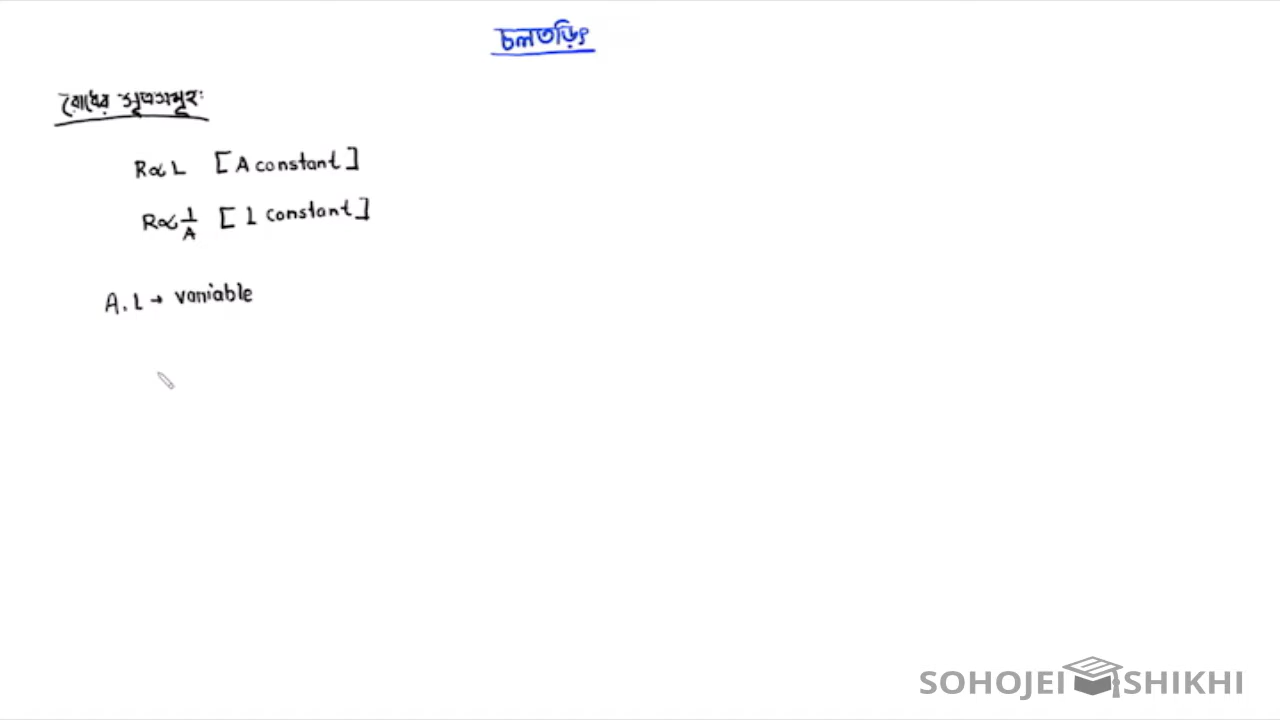 চলতড়িৎ
রোধের সূত্রসমূহঃ
R∝L [A constant]
R∝1/A [l constant]
A, L → variable
SOHOJEI SHIKHI